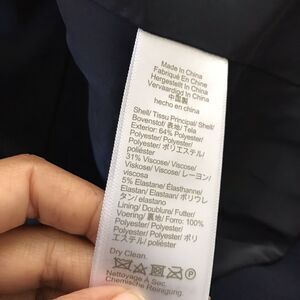 Made In China
Fabriqué En Chine
Hergestellt In China
Vervaardigd In China
中国製
hecho en china
Shell/ Tissu Principal/ Shell/
Bovenstof/ 表地/ Tela
Exterior: 64% Polyester/
Polyester/ Polyester/
Polyester/ ポリエステル/
poliéster
31% Viscose/ Viscose/
Viskose/ Viscose/ レーヨン/
viscosa
5% Elastane/ Élasthanne/
Elastan/ Elastaan/ ポリウレ
タン/ elastano
Lining/ Doublure/ Futter/
Voering/ 裏地/ Forro: 100%
Polyester/ Polyester/
Polyester/ Polyester/ ポリ
エステル/ poliéster
Dry Clean.
Nettoyage A Sec
Chemische Reinigung